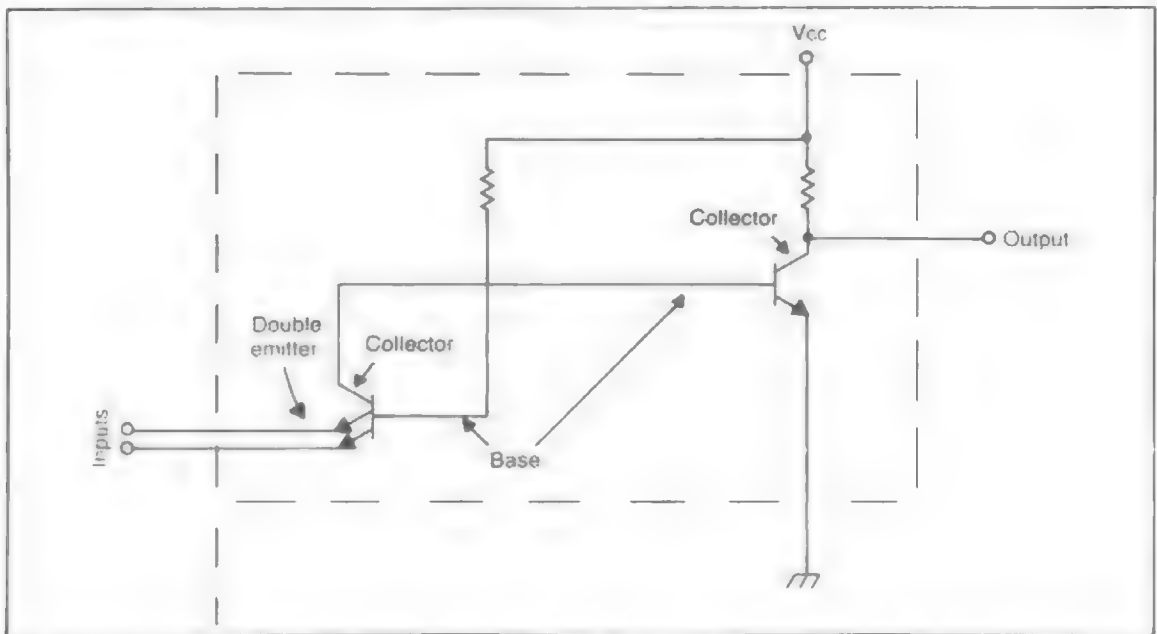 Vcc
Collector
Output
Double
emitter
Collector
Inputs
Base